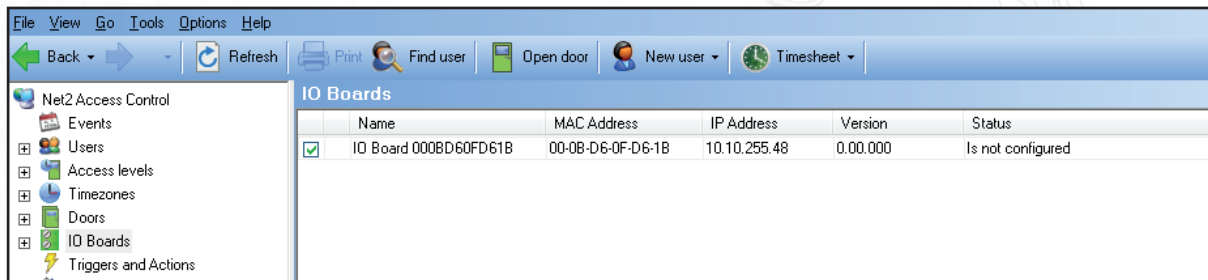 File View Go Tools Options Help
Back Refresh Print Find user Open door New user Timesheet
Net2 Access Control
Events
Users
Access levels
Timezones
Doors
IO Boards
Triggers and Actions
IO Boards
Name MAC Address IP Address Version Status
IO Board 000BD60FD61B 00-0B-D6-0F-D6-1B 10.10.255.48 0.00.000 Is not configured